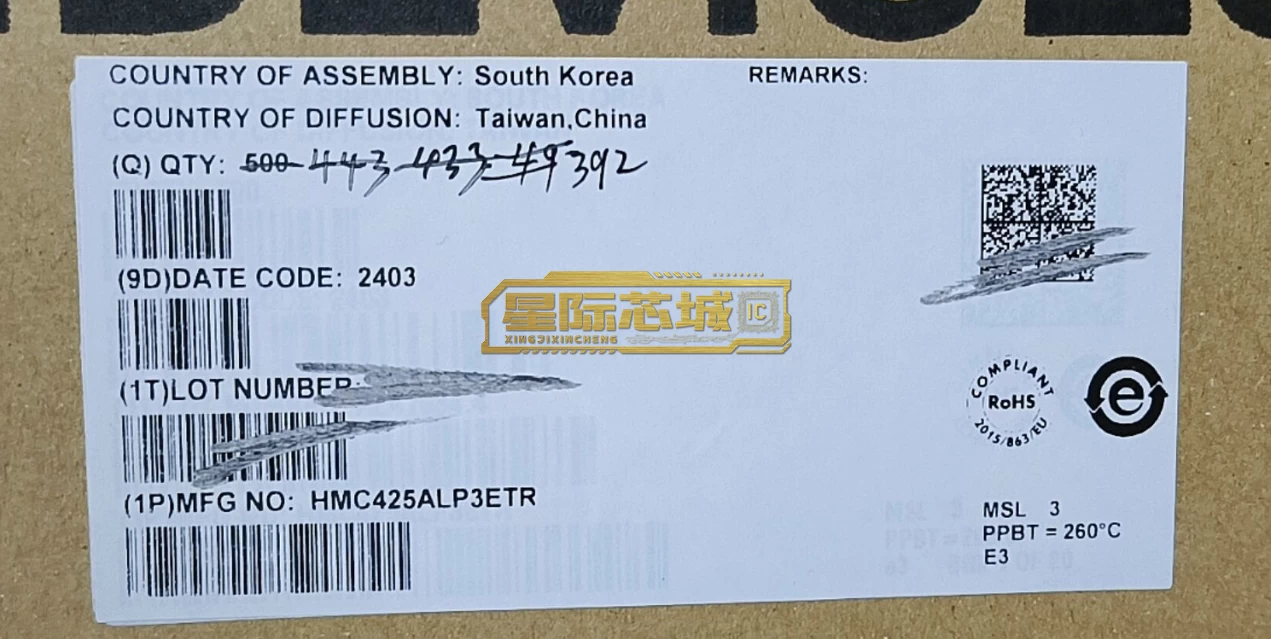 COUNTRY OF ASSEMBLY: South Korea
REMARKS:
COUNTRY OF DIFFUSION: Taiwan,China
(Q) QTY: 500 443 433 392
(9D)DATE CODE: 2403
星际芯城 IC
XINGJIXINCHENG
(1T)LOT NUMBER:
COMPLIANT
RoHS
2015/863/EU
e
(1P)MFG NO: HMC425ALP3ETR
MSL 3
PPBT = 260°C
E3